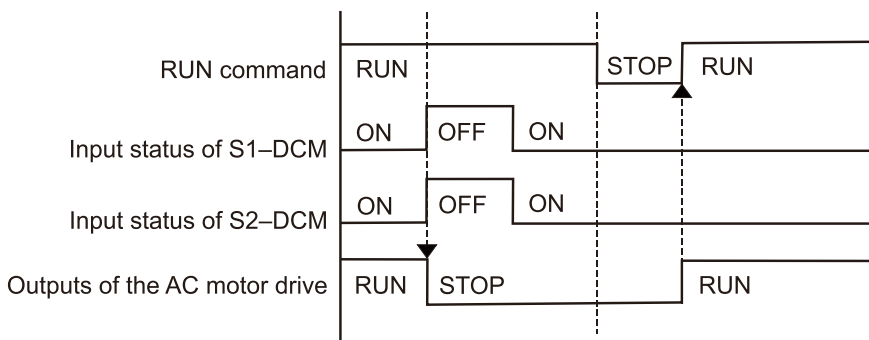 RUN command RUN STOP RUN
Input status of S1–DCM ON OFF ON
Input status of S2–DCM ON OFF ON
Outputs of the AC motor drive RUN STOP RUN